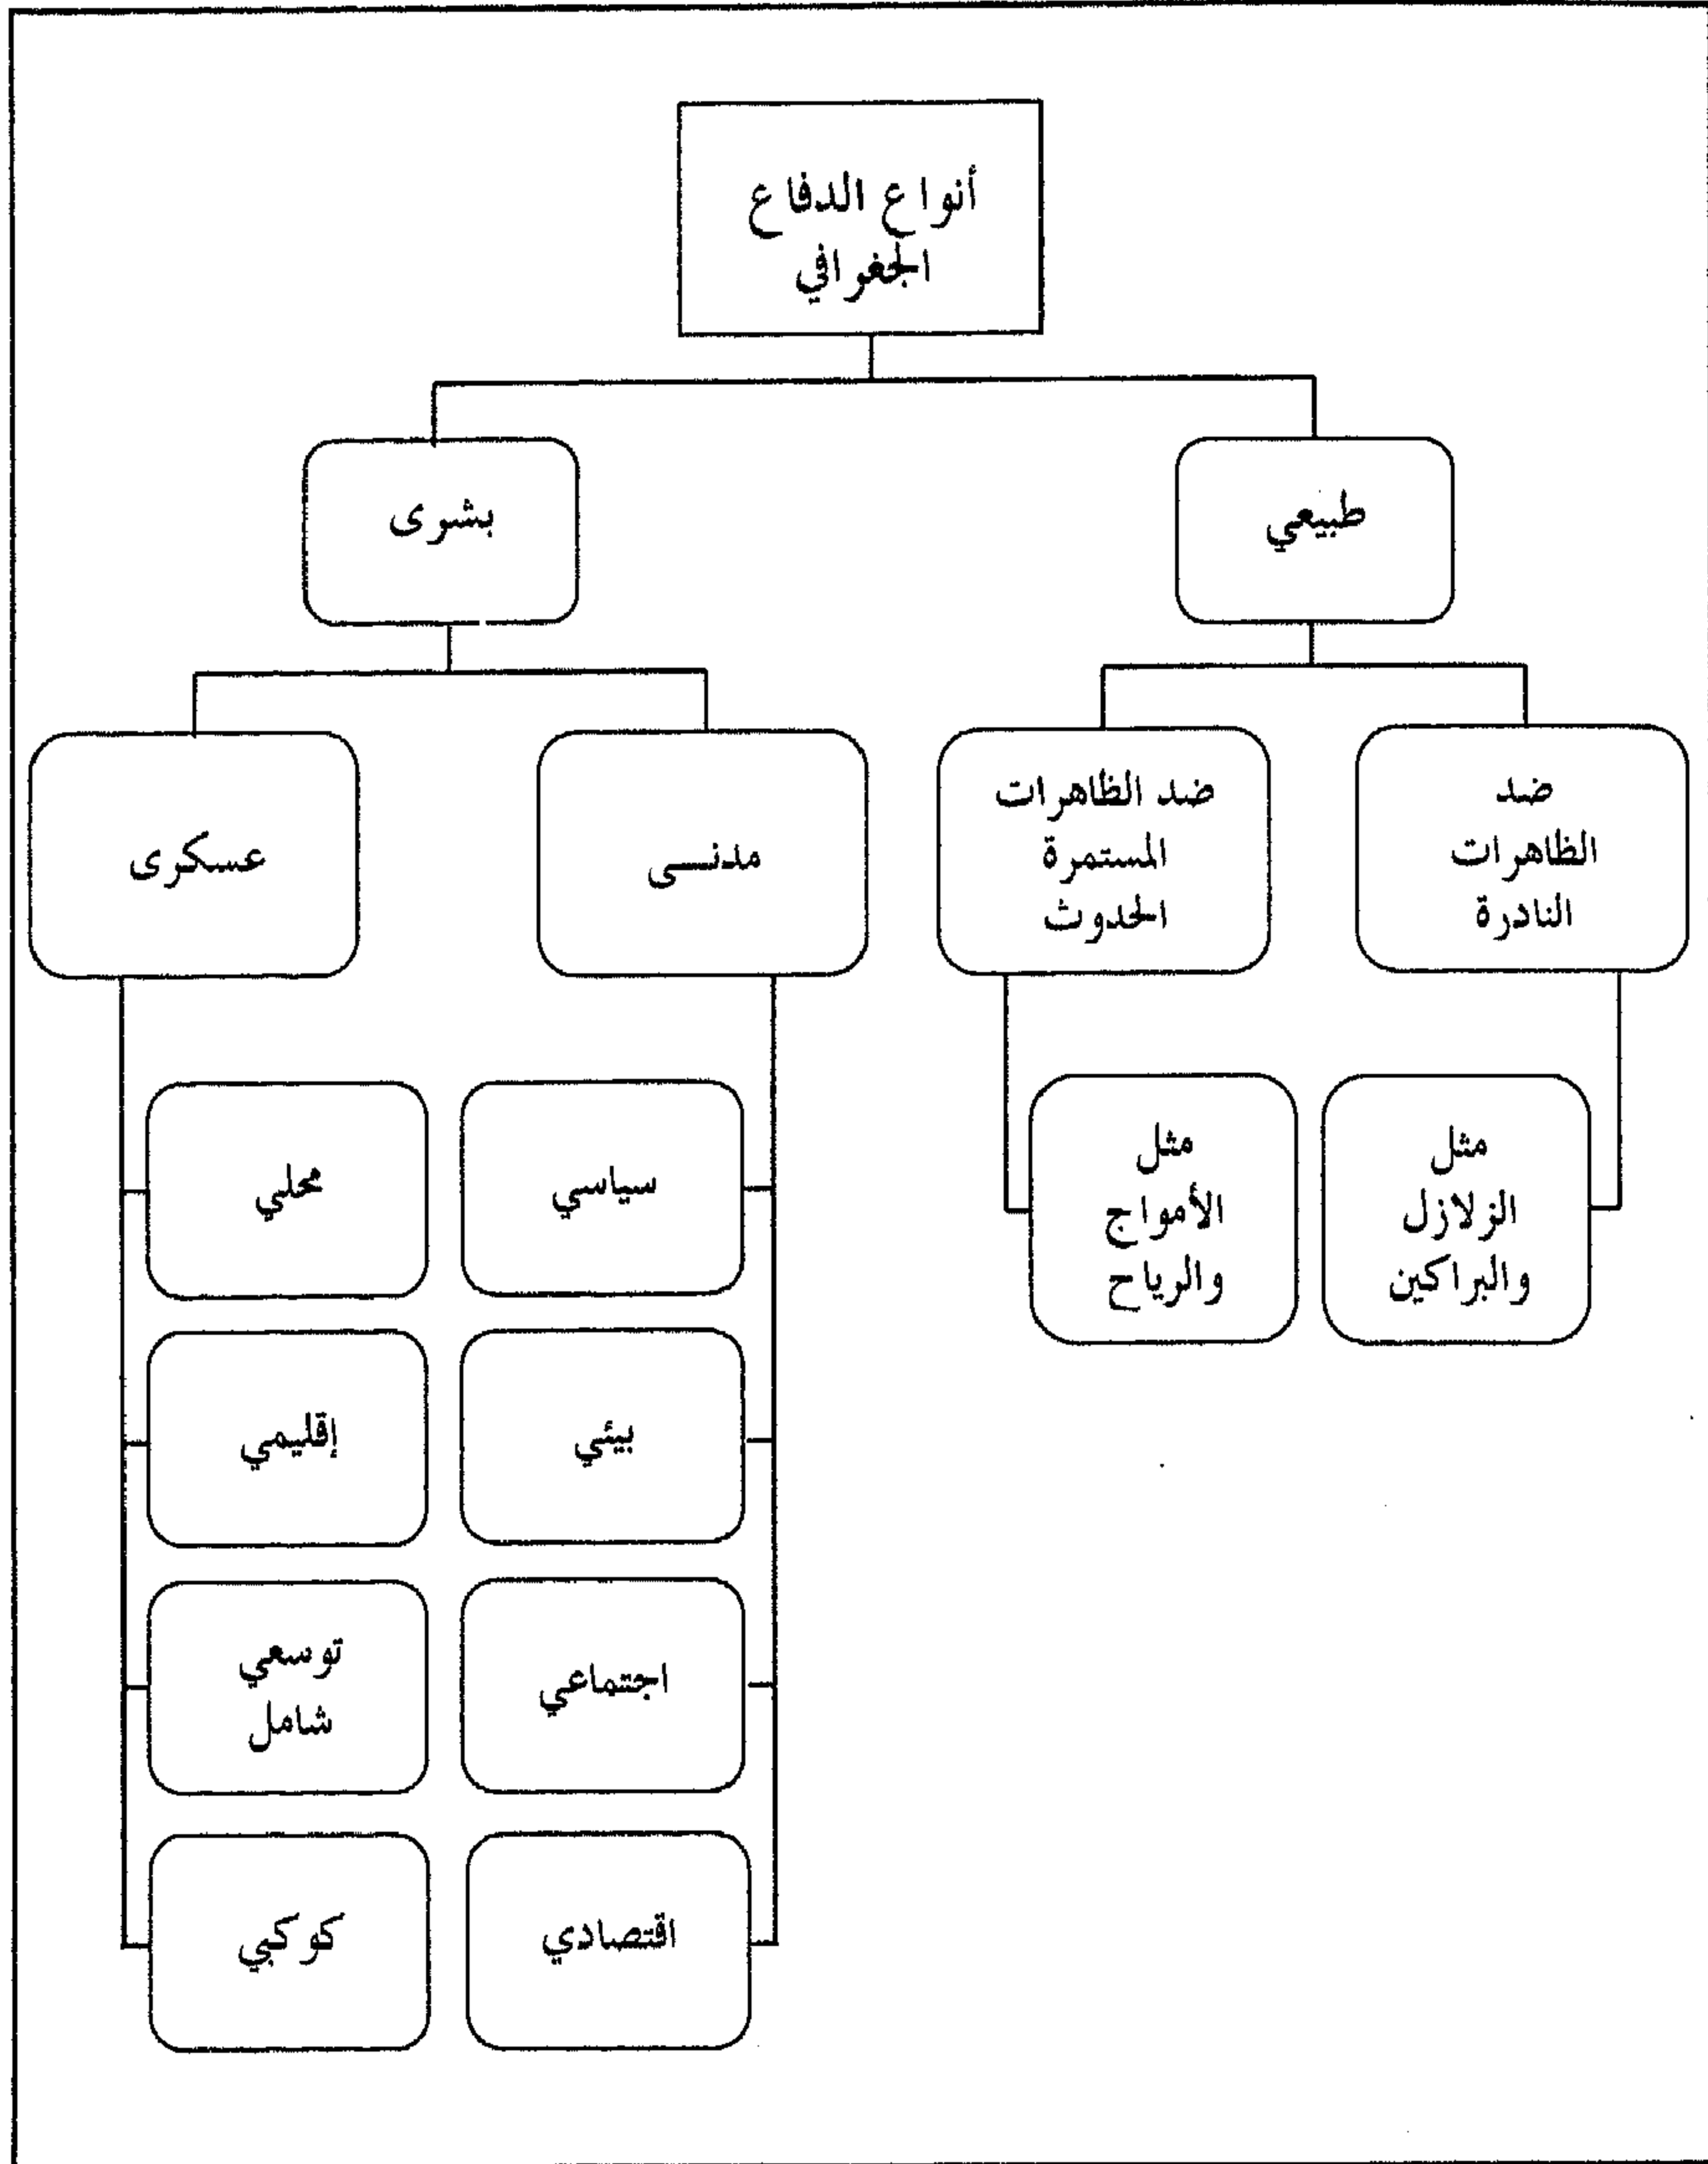 أنواع الدفاع
الجغرافي
طبيعي
بشرى
ضد
الظاهرات
النادرة
ضد الظاهرات
المستمرة
الحدوث
مدنـــى
عسكرى
مثل
الزلازل
والبراكين
مثل
الأمواج
والرياح
سياسي
بيئي
اجتماعي
اقتصادي
محلي
إقليمي
توسعي
شامل
كوكبي